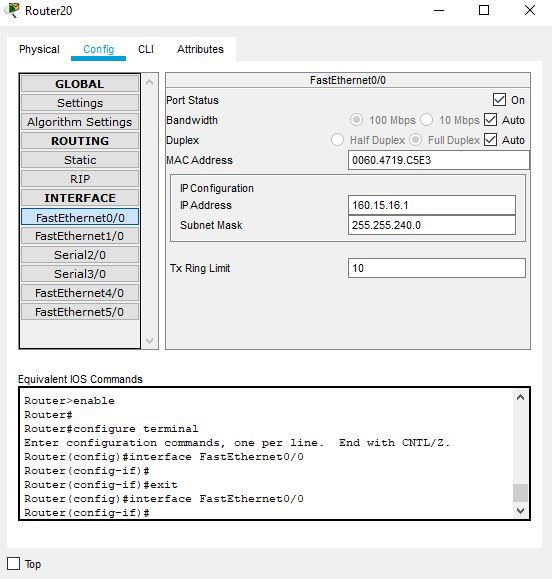 Router20
Physical Config CLI Attributes
GLOBAL
Settings
Algorithm Settings
ROUTING
Static
RIP
INTERFACE
FastEthernet0/0
FastEthernet1/0
Serial2/0
Serial3/0
FastEthernet4/0
FastEthernet5/0
FastEthernet0/0
Port Status On
Bandwidth 100 Mbps 10 Mbps Auto
Duplex Half Duplex Full Duplex Auto
MAC Address 0060.4719.C5E3
IP Configuration
IP Address 160.15.16.1
Subnet Mask 255.255.240.0
Tx Ring Limit 10
Equivalent IOS Commands
Router>enable
Router#
Router#configure terminal
Enter configuration commands, one per line. End with CNTL/Z.
Router(config)#interface FastEthernet0/0
Router(config-if)#
Router(config-if)#exit
Router(config)#interface FastEthernet0/0
Router(config-if)#
Top